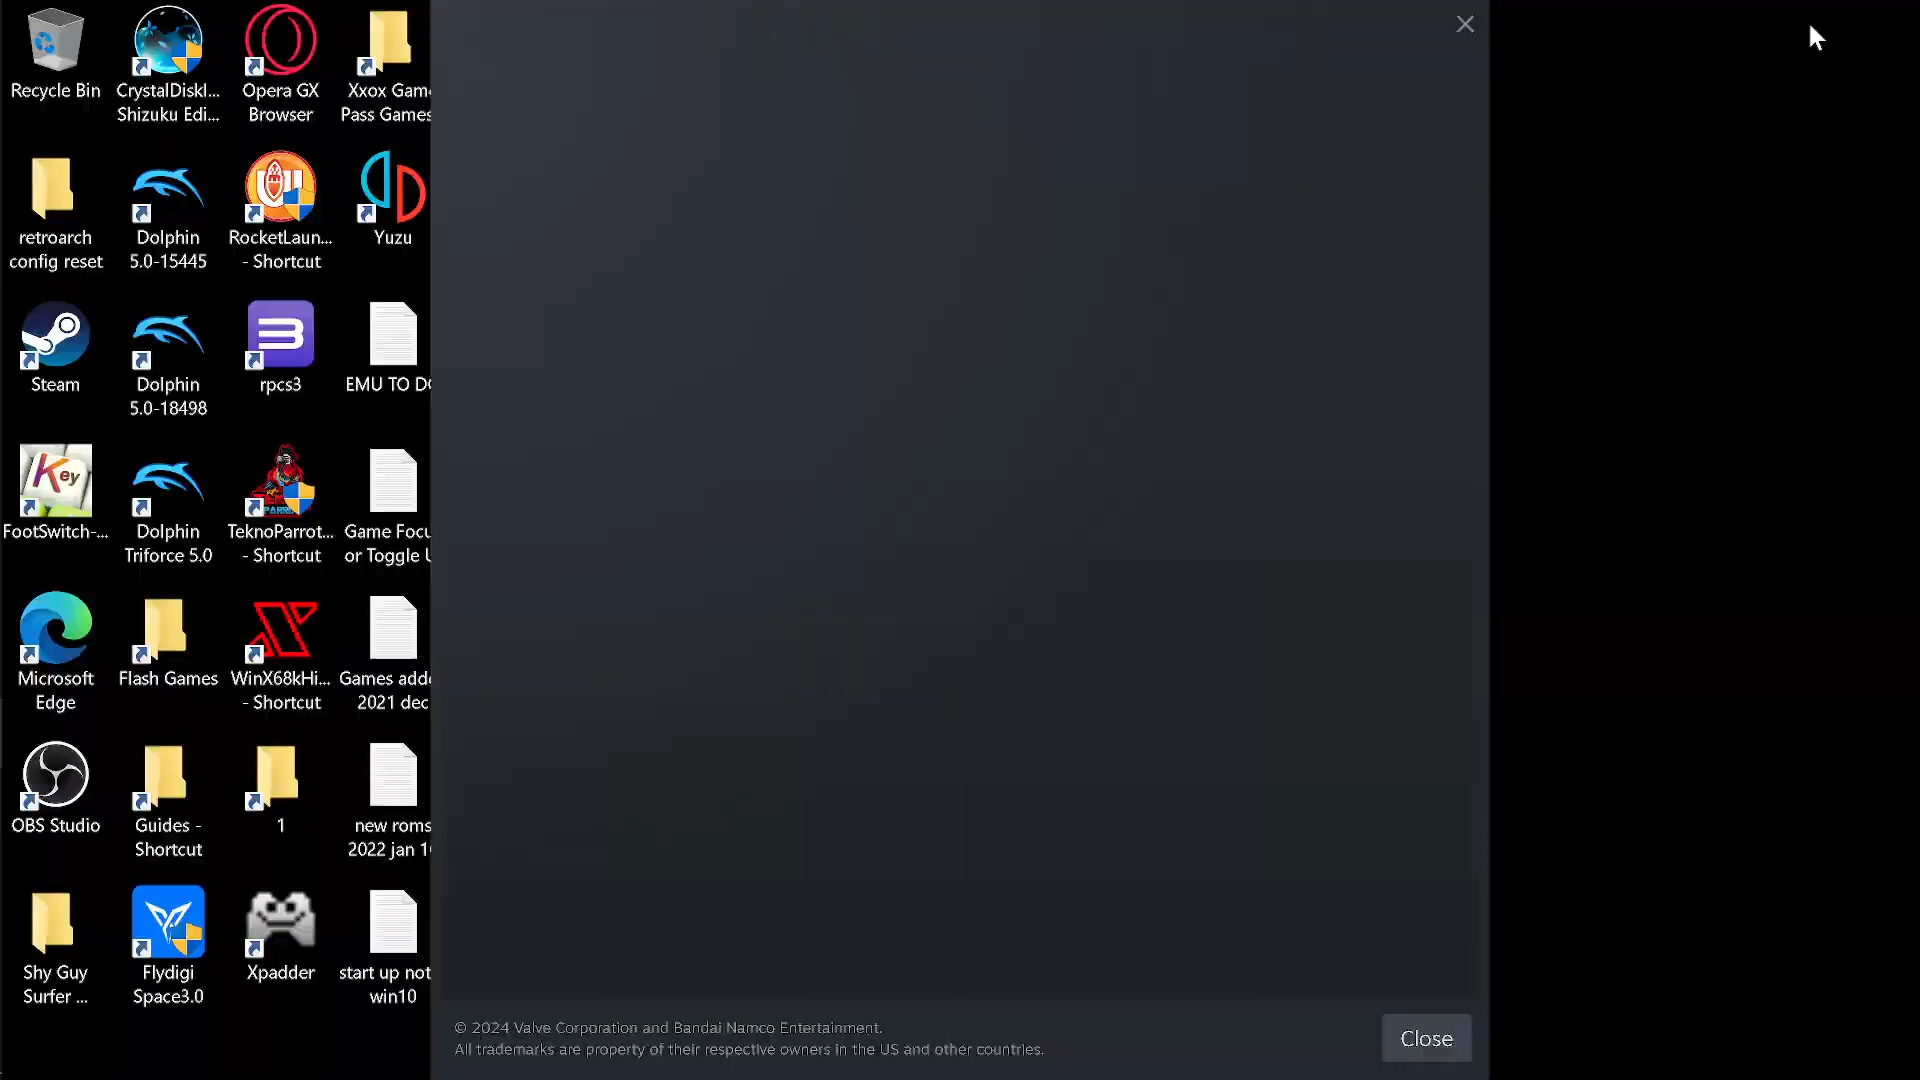 Recycle Bin
CrystalDiskI...
Shizuku Edi...
Opera GX
Browser
Xxox Gam
Pass Games
retroarch
config reset
Dolphin
5.0-15445
RocketLaun...
- Shortcut
Yuzu
Steam
Dolphin
5.0-18498
rpcs3
EMU TO D
Key
FootSwitch-...
Dolphin
Triforce 5.0
TeknoParrot...
- Shortcut
Game Focu
or Toggle
Microsoft
Edge
Flash Games
WinX68kHi...
- Shortcut
Games adde
2021 dec
OBS Studio
Guides -
Shortcut
1
new roms
2022 jan 1
Shy Guy
Surfer ...
Flydigi
Space3.0
Xpadder
start up not
win10
© 2024 Valve Corporation and Bandai Namco Entertainment.
All trademarks are property of their respective owners in the US and other countries.
Close